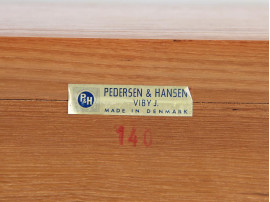 P&H
PEDERSEN & HANSEN
VIBY J.
MADE IN DENMARK
140